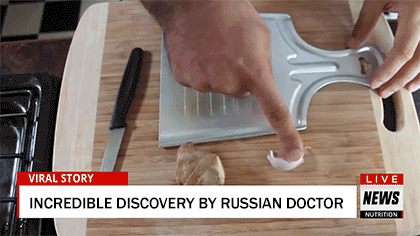 VIRAL STORY
INCREDIBLE DISCOVERY BY RUSSIAN DOCTOR
LIVE
NEWS
NUTRITION